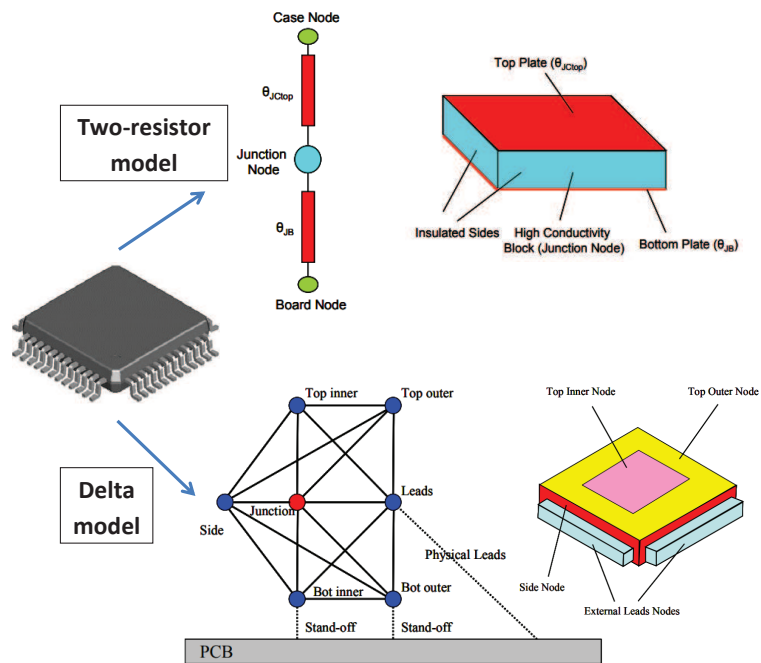 Case Node
θJCtop
Two-resistor
model
Junction
Node
θJB
Board Node
Top Plate (θJCtop)
Insulated Sides
High Conductivity
Block (Junction Node)
Bottom Plate (θJB)
Top inner
Top outer
Delta
model
Side
Junction
Leads
Physical Leads
Bot inner
Bot outer
Stand-off
Stand-off
PCB
Top Inner Node
Top Outer Node
Side Node
External Leads Nodes